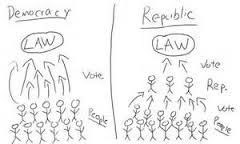 Democracy
LAW
Vote
People
Republic
LAW
Vote
Rep.
Vote
People